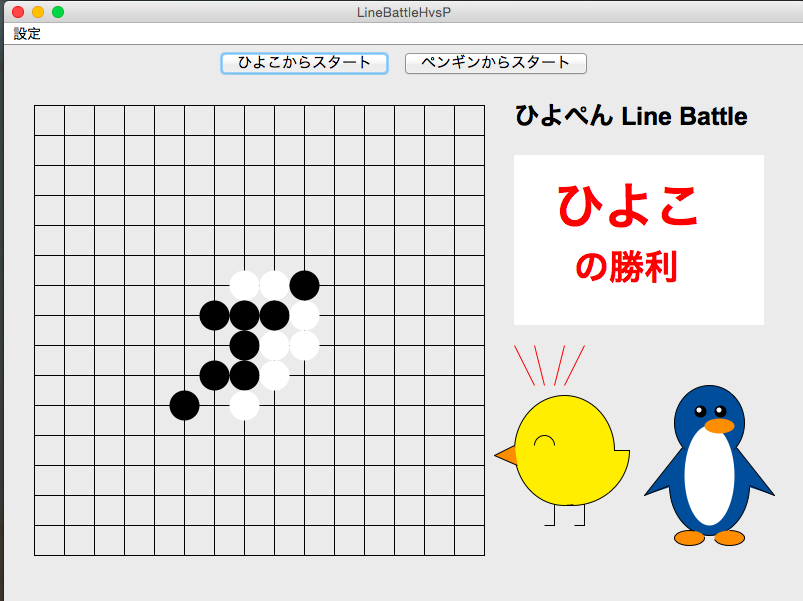 LineBattleHvsP
設定
ひよこからスタート
ペンギンからスタート
ひよぺん Line Battle
ひよこ
の勝利